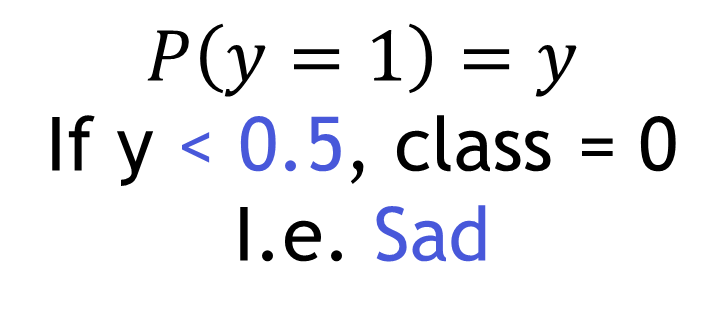 P(y = 1) = y
If y < 0.5, class = 0
I.e. Sad